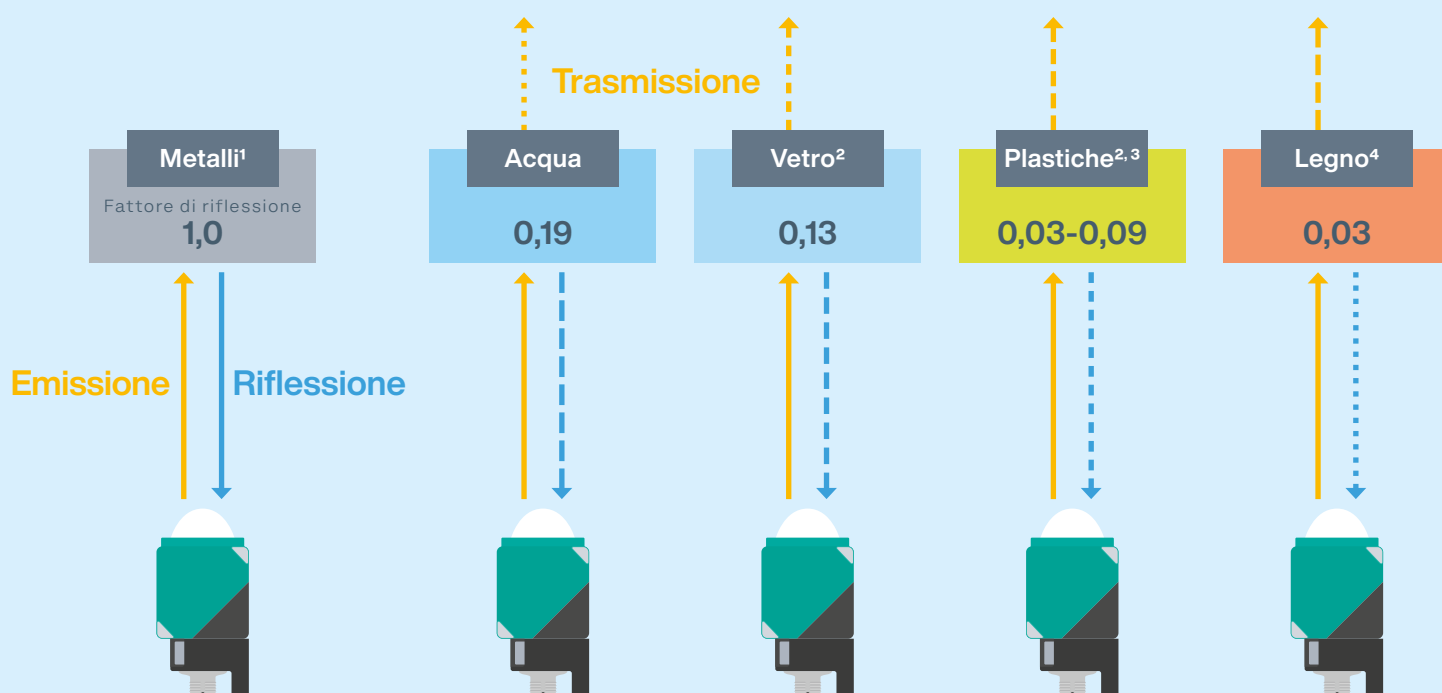 Trasmissione
Metalli¹
Fattore di riflessione
1,0
Acqua
0,19
Vetro²
0,13
Plastiche²,³
0,03-0,09
Legno⁴
0,03
Emissione
Riflessione